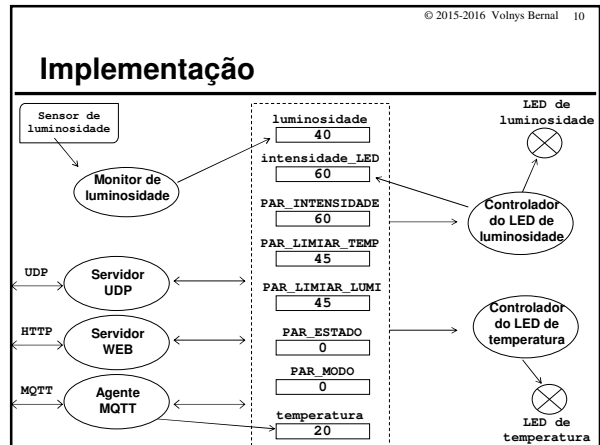 © 2015-2016 Volnys Bernal 10
Implementação
Sensor de
luminosidade
Monitor de
luminosidade
UDP
Servidor
UDP
HTTP
Servidor
WEB
MQTT
Agente
MQTT
luminosidade
40
intensidade_LED
60
PAR_INTENSIDADE
60
PAR_LIMIAR_TEMP
45
PAR_LIMIAR_LUMI
45
PAR_ESTADO
0
PAR_MODO
0
temperatura
20
LED de
luminosidade
Controlador
do LED de
luminosidade
Controlador
do LED de
temperatura
LED de
temperatura